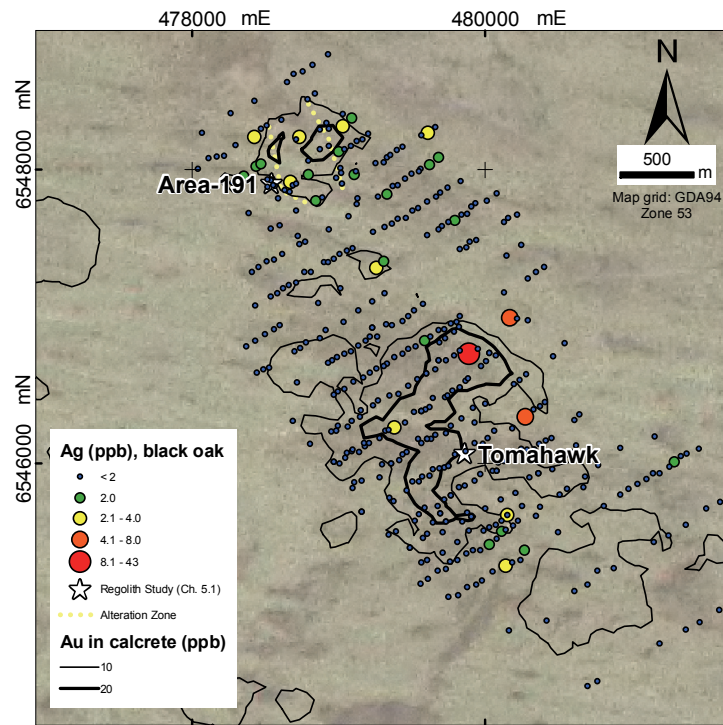 478000 mE
480000 mE
N
mN
6548000
500
m
Map grid: GDA94
Zone 53
Area-191
mN
6546000
Tomahawk
Ag (ppb), black oak
< 2
2.0
2.1 - 4.0
4.1 - 8.0
8.1 - 43
Regolith Study (Ch. 5.1)
Alteration Zone
Au in calcrete (ppb)
10
20